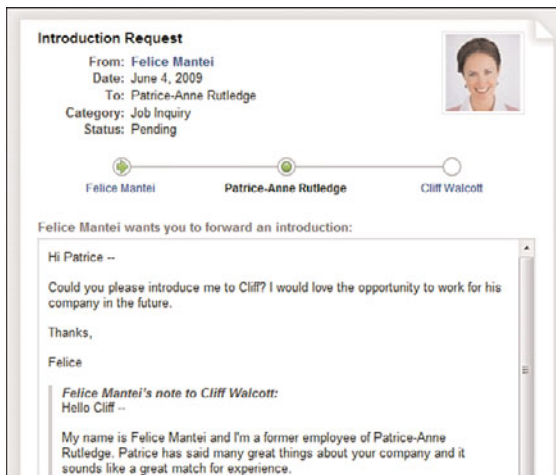 Introduction Request
From: Felice Mantei
Date: June 4, 2009
To: Patrice-Anne Rutledge
Category: Job Inquiry
Status: Pending
Felice Mantei Patrice-Anne Rutledge Cliff Walcott
Felice Mantei wants you to forward an introduction:
Hi Patrice --
Could you please introduce me to Cliff? I would love the opportunity to work for his
company in the future.
Thanks,
Felice
Felice Mantei's note to Cliff Walcott:
Hello Cliff --
My name is Felice Mantei and I'm a former employee of Patrice-Anne
Rutledge. Patrice has said many great things about your company and it
sounds like a great match for experience.